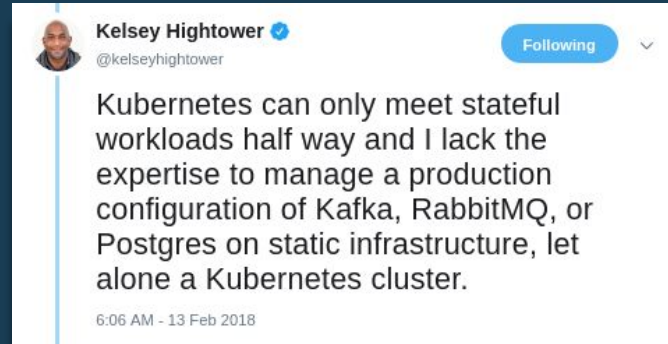 Kelsey Hightower
@kelseyhightower
Following
Kubernetes can only meet stateful
workloads half way and I lack the
expertise to manage a production
configuration of Kafka, RabbitMQ, or
Postgres on static infrastructure, let
alone a Kubernetes cluster.
6:06 AM - 13 Feb 2018